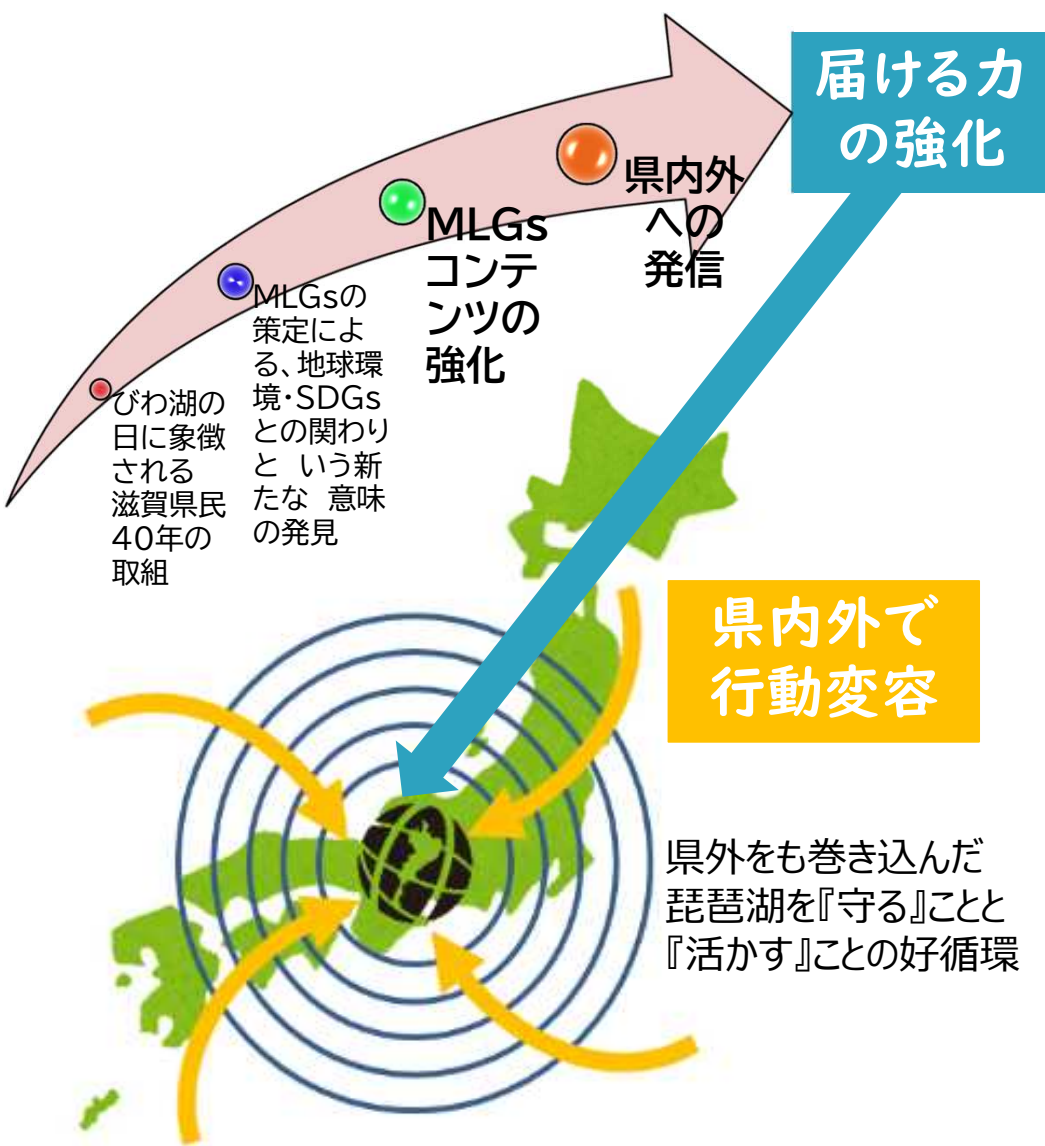 届ける力
の強化
県内外
への
発信
MLGs
コンテ
ンツの
強化
MLGsの
策定によ
る、地球環
境・SDGs
との関わり
と いう新
たな 意味
の発見
びわ湖の
日に象徴
される
滋賀県民
40年の
取組
県内外で
行動変容
県外をも巻き込んだ
琵琶湖を『守る』ことと
『活かす』ことの好循環